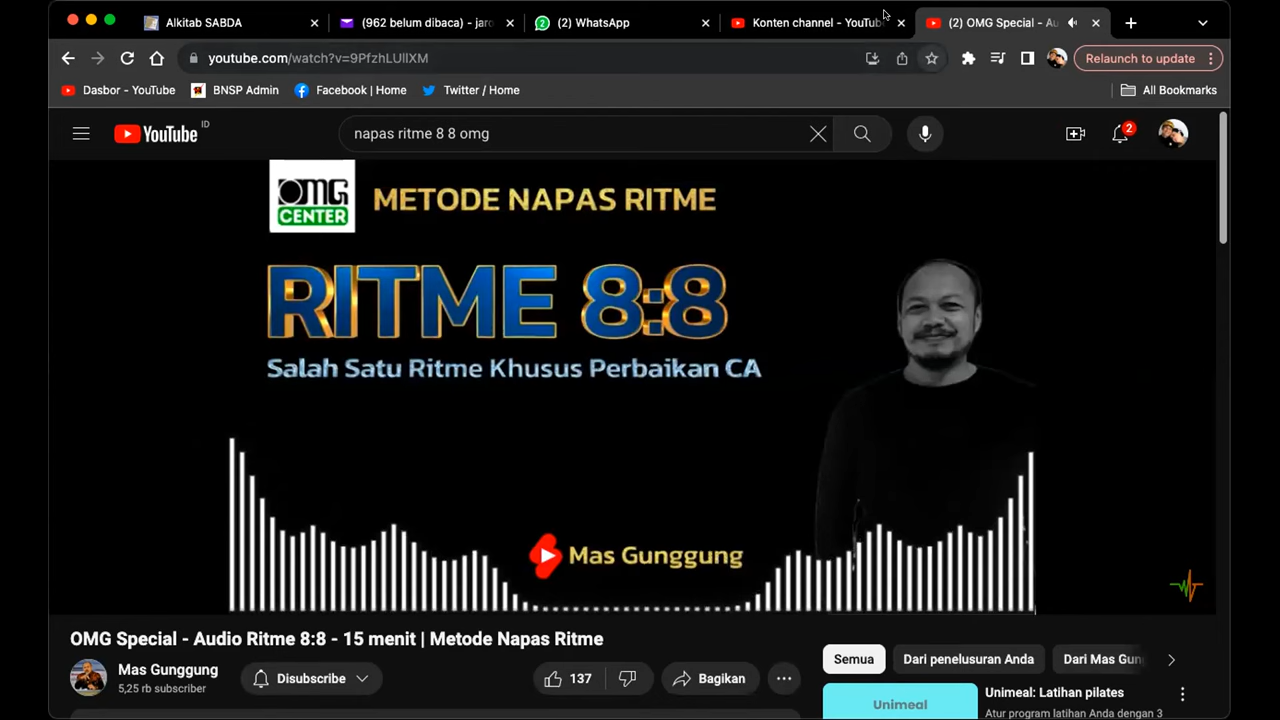 Alkitab SABDA
(962 belum dibaca) - jaro
2
(2) WhatsApp
Konten channel - YouTub
(2) OMG Special - Au
youtube.com/watch?v=9PfzhLUllXM
Relaunch to update
Dasbor - YouTube
BNSP Admin
Facebook | Home
Twitter / Home
All Bookmarks
YouTube ID
napas ritme 8 8 omg
2
OMG
CENTER
METODE NAPAS RITME
RITME 8:8
Salah Satu Ritme Khusus Perbaikan CA
Mas Gunggung
OMG Special - Audio Ritme 8:8 - 15 menit | Metode Napas Ritme
Mas Gunggung
5,25 rb subscriber
Disubscribe
137
Bagikan
Semua
Dari penelusuran Anda
Dari Mas Gun
Unimeal
Unimeal: Latihan pilates
Atur program latihan Anda dengan 3